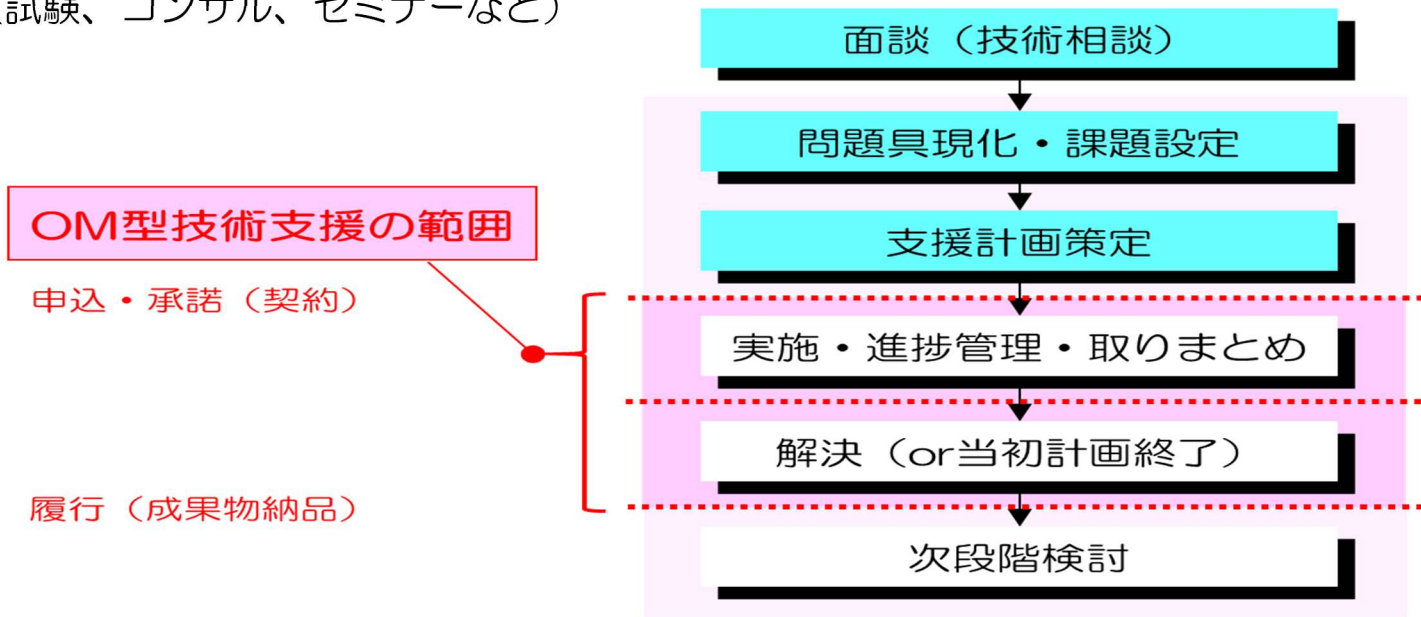 試験、コンサル、セミナーなど）
面談（技術相談）
問題具現化・課題設定
OM型技術支援の範囲
支援計画策定
申込・承諾（契約）
実施・進捗管理・取りまとめ
解決（or当初計画終了）
履行（成果物納品）
次段階検討